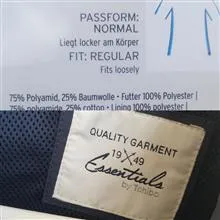 PASSFORM:
NORMAL
Liegt locker am Körper
FIT: REGULAR
Fits loosely
75% Polyamid, 25% Baumwolle • Futter 100% Polyester |
75% polyamide, 25% cotton • Lining 100% polyester |
QUALITY GARMENT
19 X 49
Essentials
by Tchibo